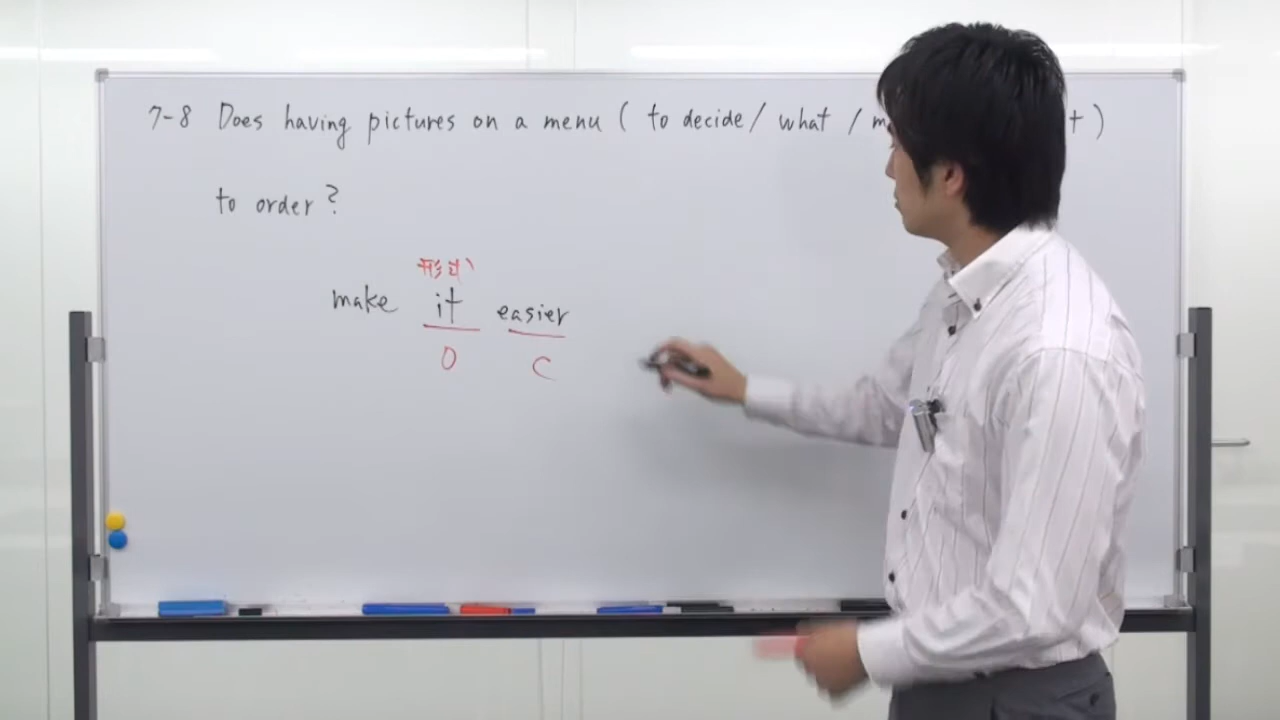 7-8 Does having pictures on a menu ( to decide / what / m t )
to order ?
形式
make it easier
O C